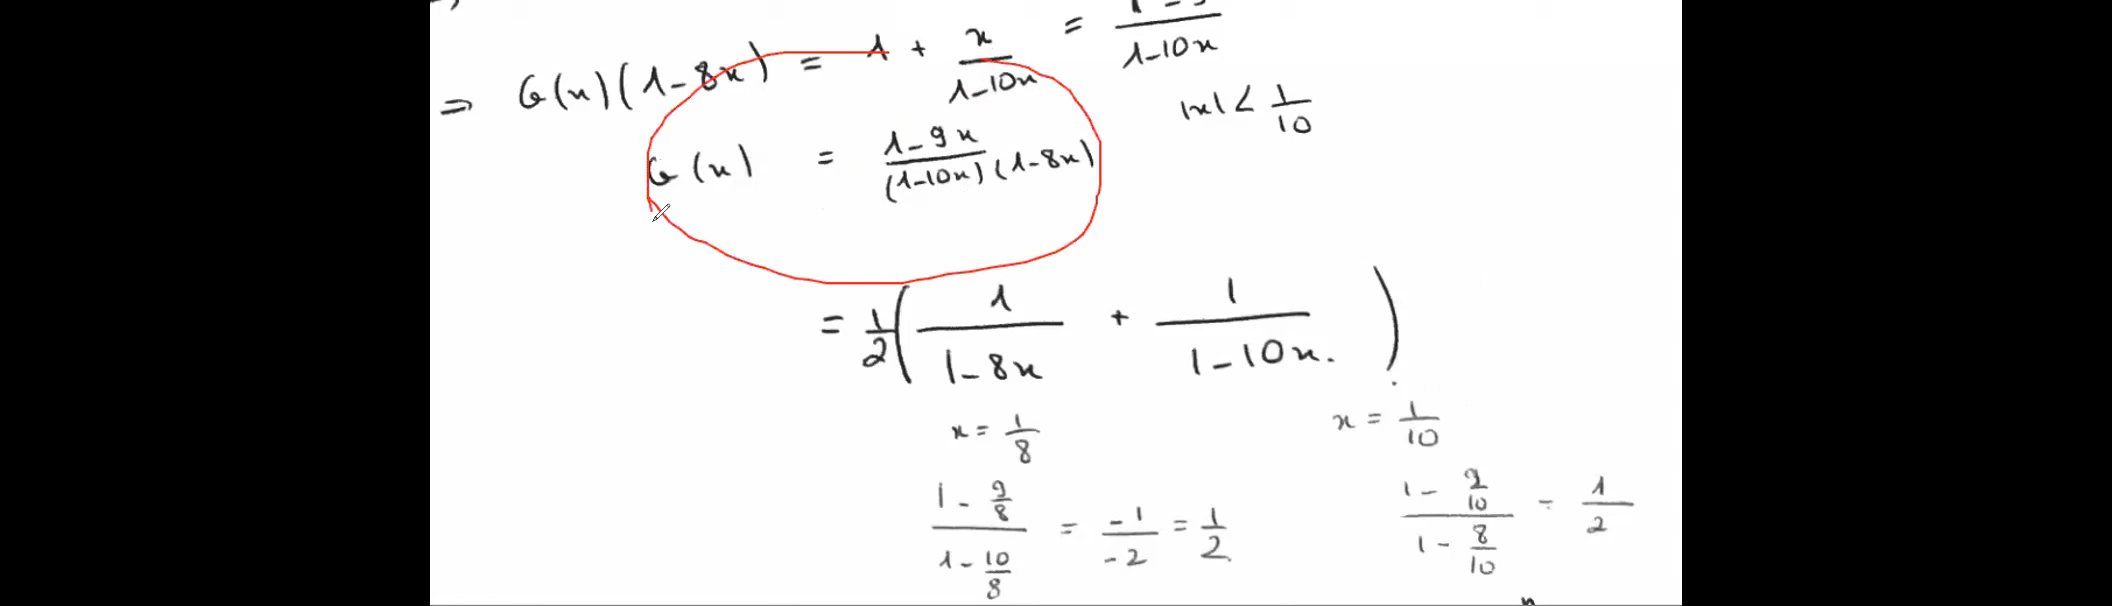 ⇒ G(x)(1-8x) = 1 + x/(1-10x) = /(1-10x)
|x| < 1/10
G(x) = (1-9x)/((1-10x)(1-8x))
= 1/2 ( 1/(1-8x) + 1/(1-10x) )
x = 1/8 x = 1/10
(1 - 9/8)/(1 - 10/8) = -1/-2 = 1/2 (1 - 9/10)/(1 - 8/10) = 1/2